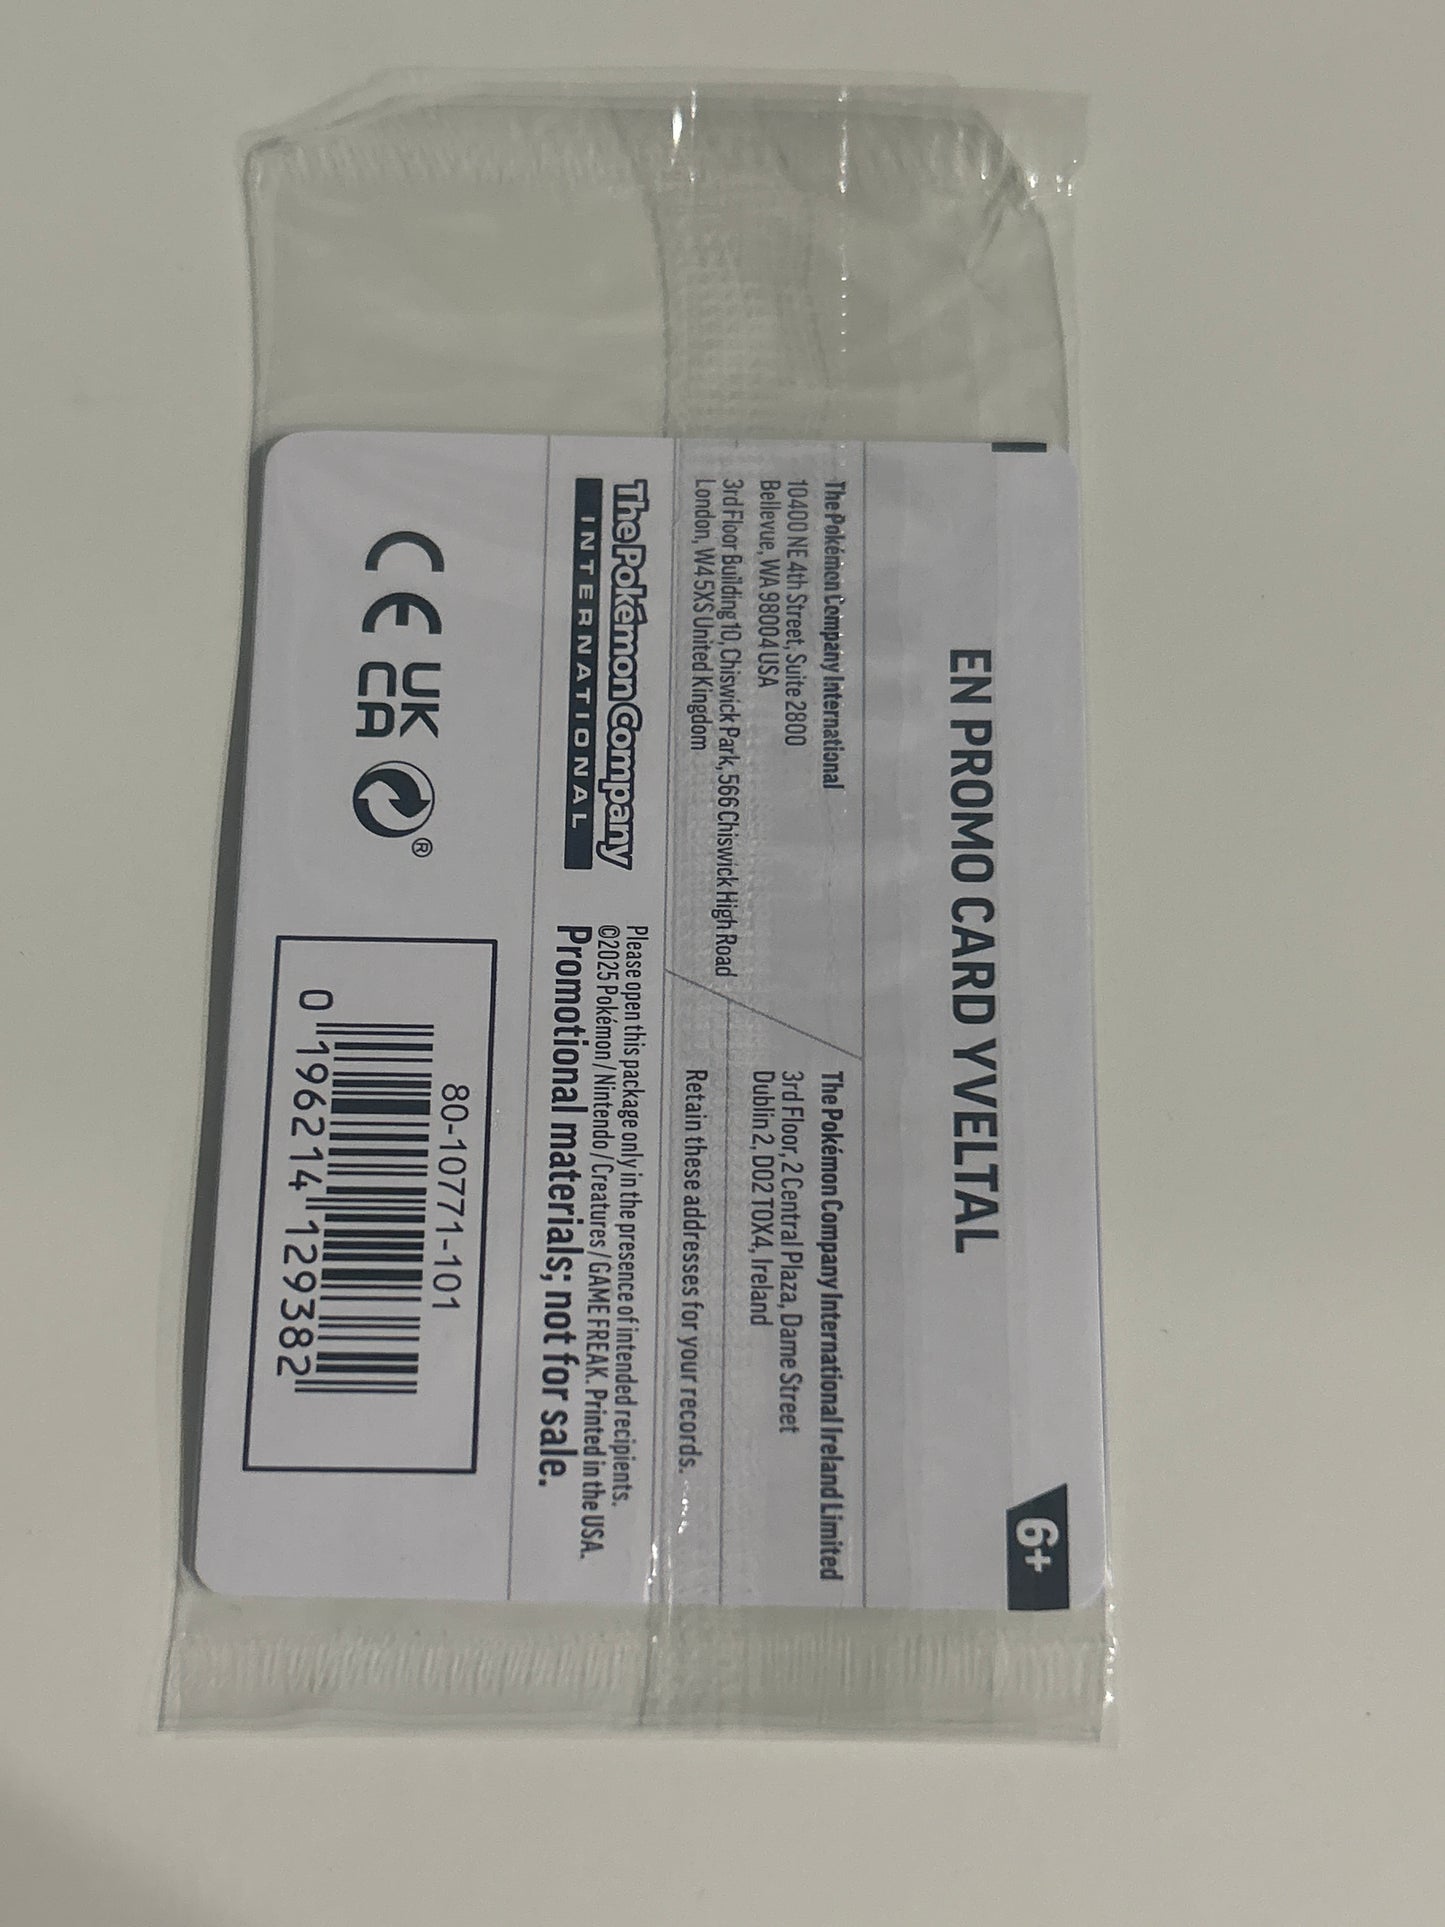 EN PROMO CARD YVELTAL
6+
The Pokémon Company International
10400 NE 4th Street, Suite 2800
Bellevue, WA 98004 USA
3rd Floor Building 10, Chiswick Park, 566 Chiswick High Road
London, W4 5XS United Kingdom
The Pokémon Company International Ireland Limited
3rd Floor, 2 Central Plaza, Dame Street
Dublin 2, D02 T0X4, Ireland
Retain these addresses for your records.
The Pokémon Company
INTERNATIONAL
Please open this package only in the presence of intended recipients.
©2025 Pokémon / Nintendo / Creatures / GAME FREAK. Printed in the USA.
Promotional materials; not for sale.
CE
UK
CA
®
80-10771-101
0 196214 129382